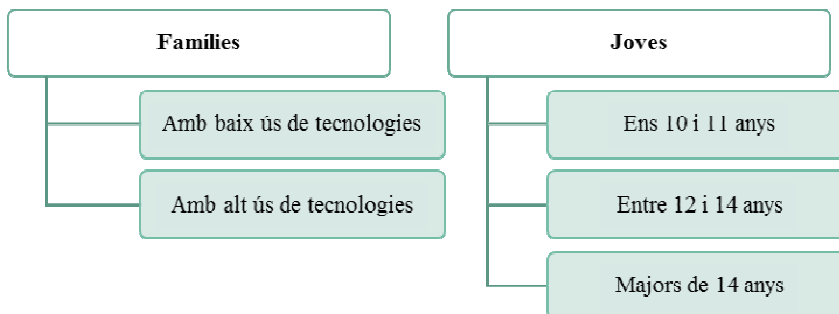 Famílies
Amb baix ús de tecnologies
Amb alt ús de tecnologies
Joves
Ens 10 i 11 anys
Entre 12 i 14 anys
Majors de 14 anys